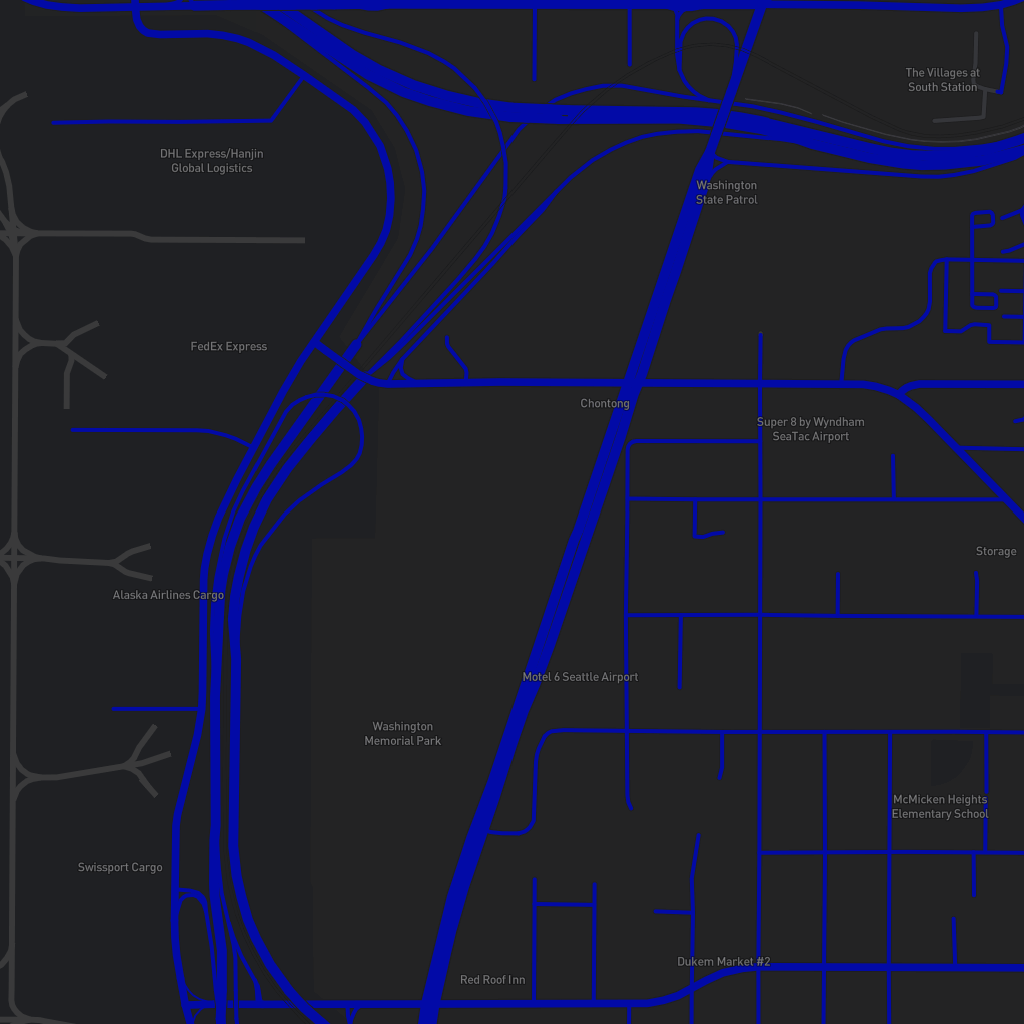 The Villages at
South Station
DHL Express/Hanjin
Global Logistics
Washington
State Patrol
FedEx Express
Chontong
Super 8 by Wyndham
SeaTac Airport
Storage
Alaska Airlines Cargo
Motel 6 Seattle Airport
Washington
Memorial Park
McMicken Heights
Elementary School
Swissport Cargo
Dukem Market #2
Red Roof Inn